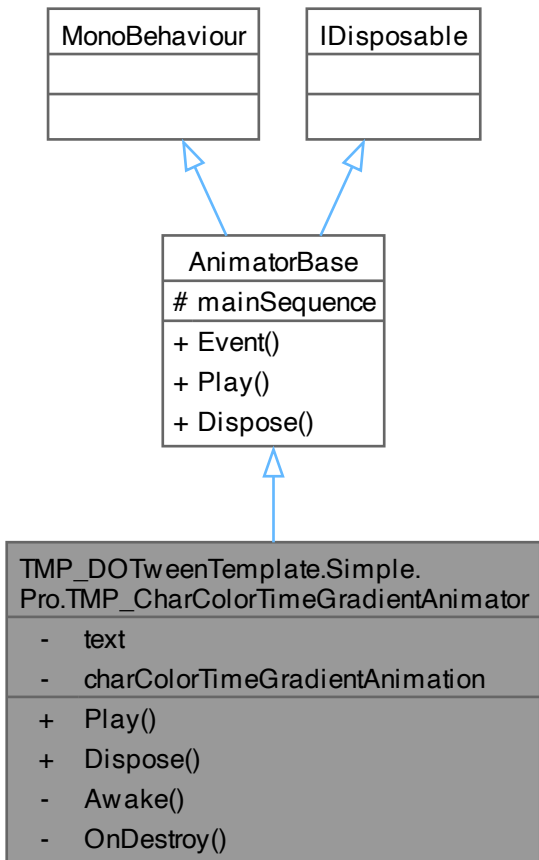 MonoBehaviour
IDisposable
AnimatorBase
# mainSequence
+ Event()
+ Play()
+ Dispose()
TMP_DOTweenTemplate.Simple.
Pro.TMP_CharColorTimeGradientAnimator
- text
- charColorTimeGradientAnimation
+ Play()
+ Dispose()
- Awake()
- OnDestroy()